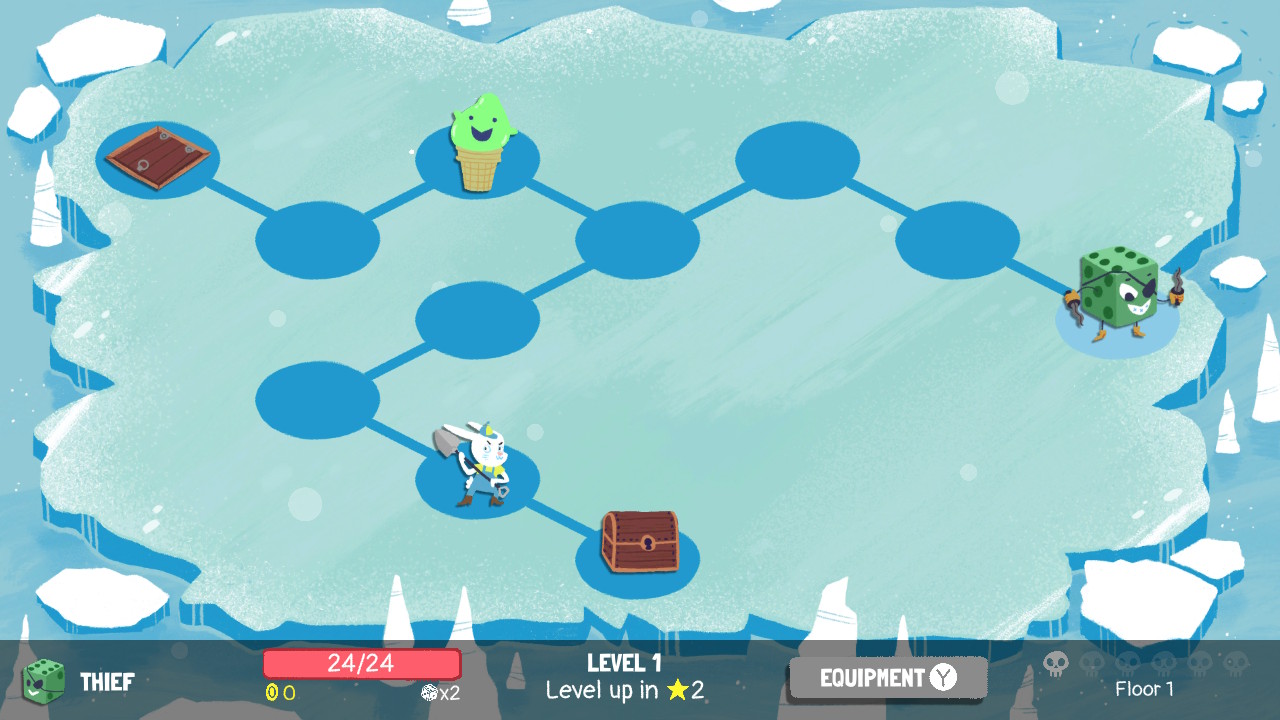 THIEF
24/24
0
x2
LEVEL 1
Level up in 2
EQUIPMENT Y
Floor 1